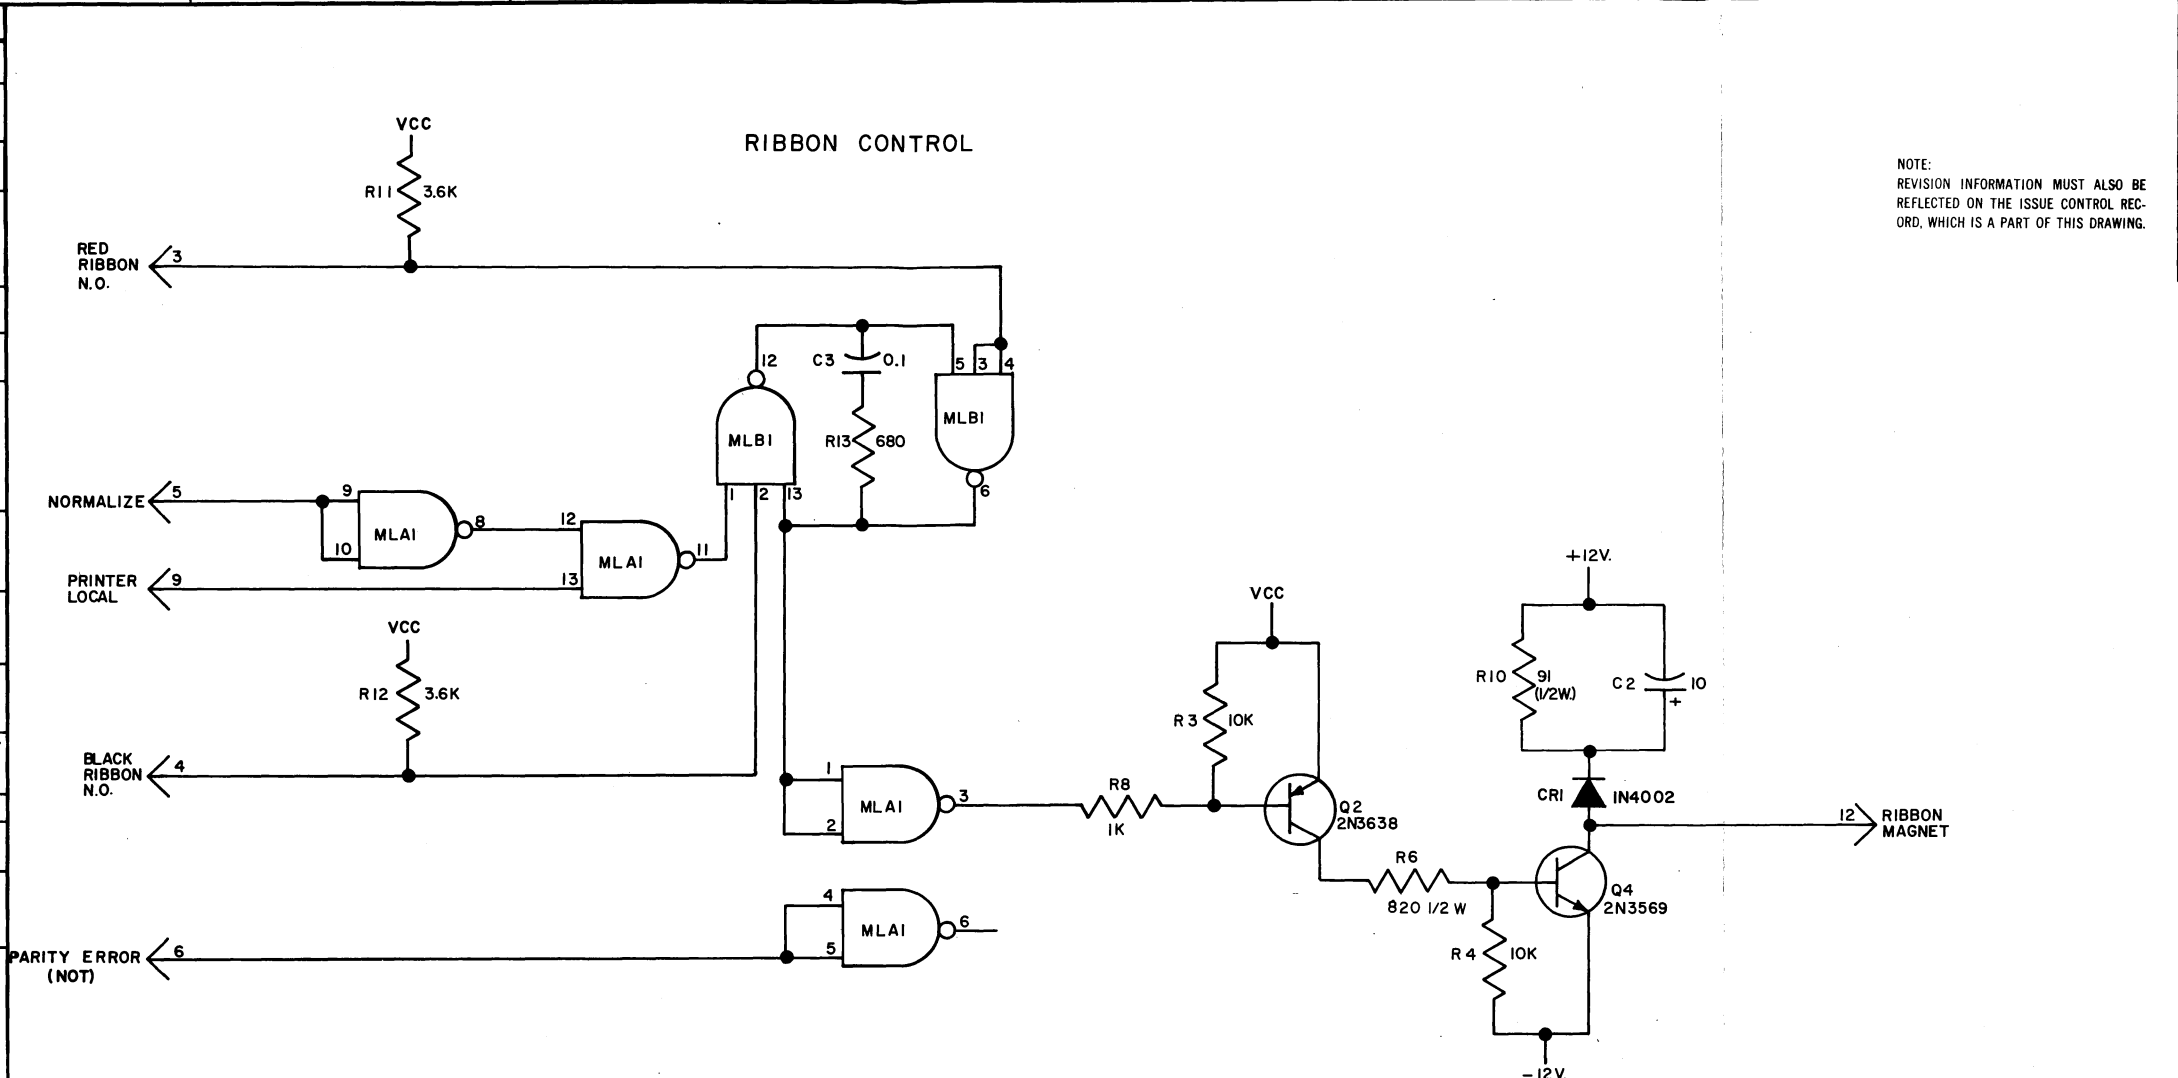 RIBBON CONTROL
NOTE:
REVISION INFORMATION MUST ALSO BE
REFLECTED ON THE ISSUE CONTROL REC-
ORD, WHICH IS A PART OF THIS DRAWING.
VCC
R11 3.6K
RED
RIBBON
N.O.
3
12
C3 0.1
5 3 4
MLB1
MLB1
R13 680
1 2 13
6
NORMALIZE 5
9
10
MLA1
8
12
13
MLA1
11
PRINTER
LOCAL
9
VCC
R12 3.6K
BLACK
RIBBON
N.O.
4
1
2
MLA1
3
R8
1K
VCC
R3 10K
Q2
2N3638
R6
820 1/2 W
+12V.
R10 91
(1/2W.)
C2 10
+
CR1 1N4002
12 RIBBON
MAGNET
Q4
2N3569
R4 10K
-12V.
PARITY ERROR
(NOT)
6
4
5
MLA1
6